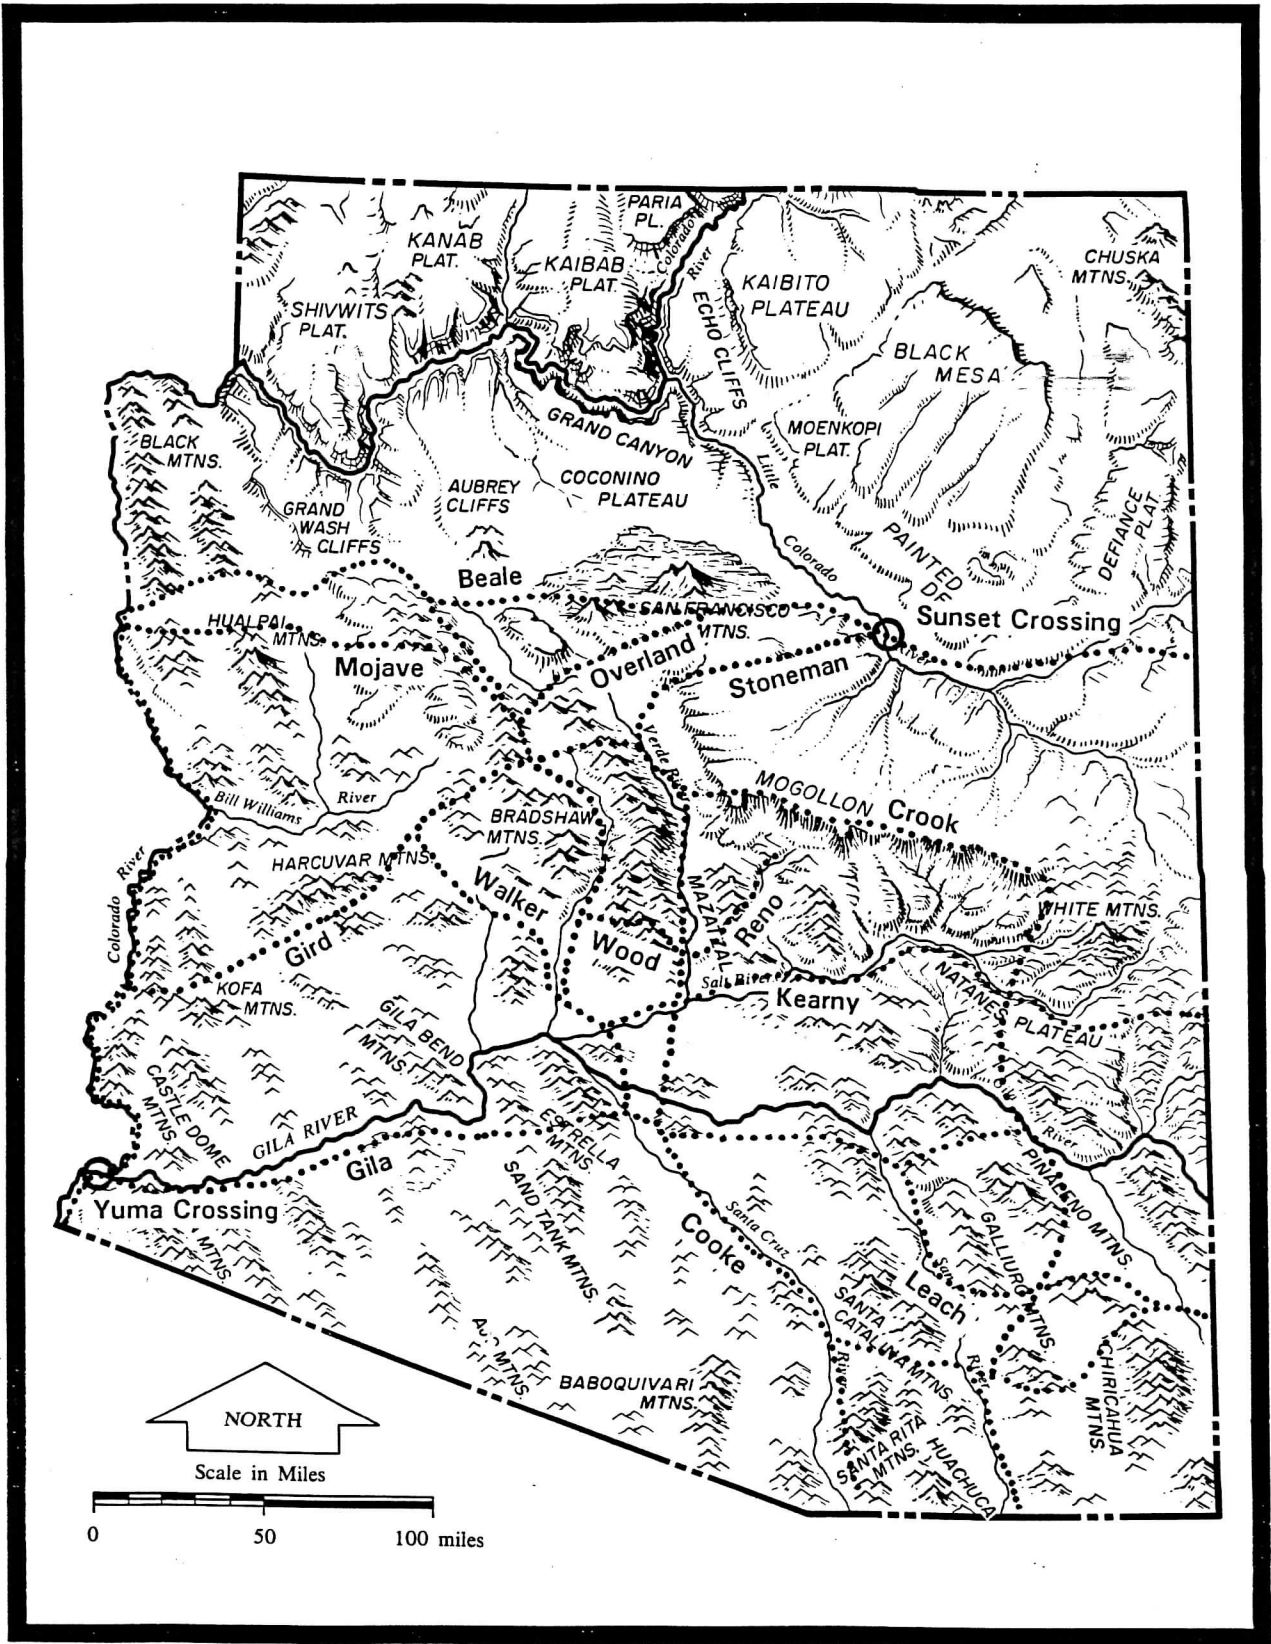 PARIA
PL.
KANAB
PLAT.
KAIBAB
PLAT.
Colorado
River
KAIBITO
PLATEAU
CHUSKA
MTNS.
SHIVWITS
PLAT.
ECHO CLIFFS
BLACK
MESA
BLACK
MTNS.
GRAND CANYON
MOENKOPI
PLAT.
Little
Colorado
River
AUBREY
CLIFFS
COCONINO
PLATEAU
GRAND
WASH
CLIFFS
DEFIANCE
PLAT.
PAINTED
Beale
SAN FRANCISCO
MTNS.
Sunset Crossing
HUALPAI
MTNS.
Mojave
Overland
Stoneman
Verde
Bill Williams
River
MOGOLLON
Crook
BRADSHAW
MTNS.
HARCUVAR MTNS.
Walker
Colorado
River
MAZATZAL
Reno
WHITE MTNS.
Gird
Wood
KOFA
MTNS.
Salt River
Kearny
NATANES
PLATEAU
GILA BEND
MTNS.
CASTLE DOME
MTNS.
GILA RIVER
Gila
ESTRELLA
MTNS.
River
PINALENO MTNS.
Yuma Crossing
MTNS.
SAND TANK MTNS.
Santa Cruz
River
Cooke
GALLIURO MTNS.
San
River
Leach
SANTA
CATALINA MTNS.
MTNS.
BABOQUIVARI
MTNS.
SANTA RITA
MTNS.
HUACHUCA
CHIRICAHUA
MTNS.
NORTH
Scale in Miles
0 50 100 miles